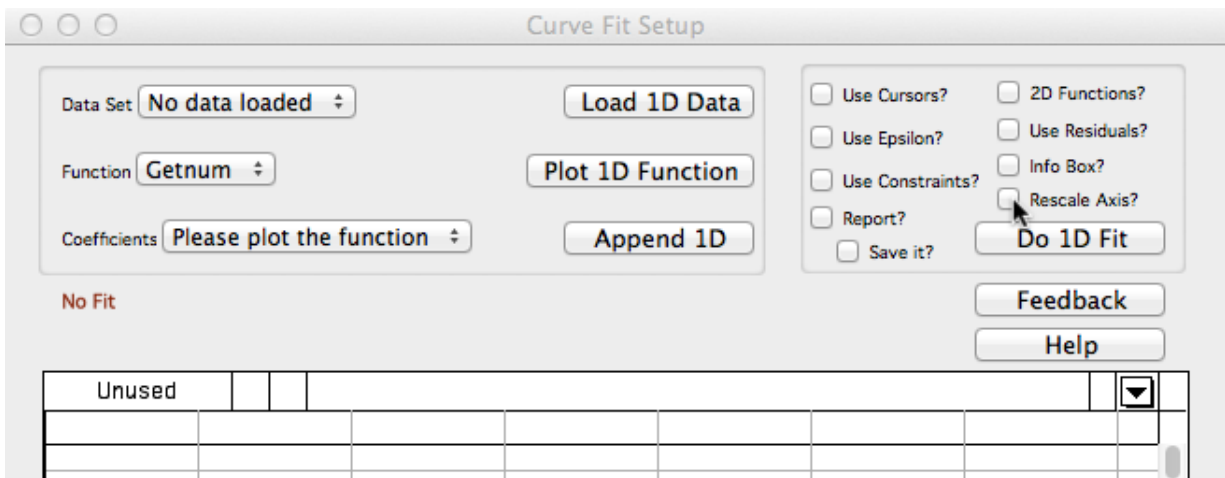 Curve Fit Setup
Data Set No data loaded Load 1D Data
Function Getnum Plot 1D Function
Coefficients Please plot the function Append 1D
Use Cursors? 2D Functions?
Use Epsilon? Use Residuals?
Use Constraints? Info Box?
Report? Rescale Axis?
Save it? Do 1D Fit
No Fit Feedback
Help
Unused